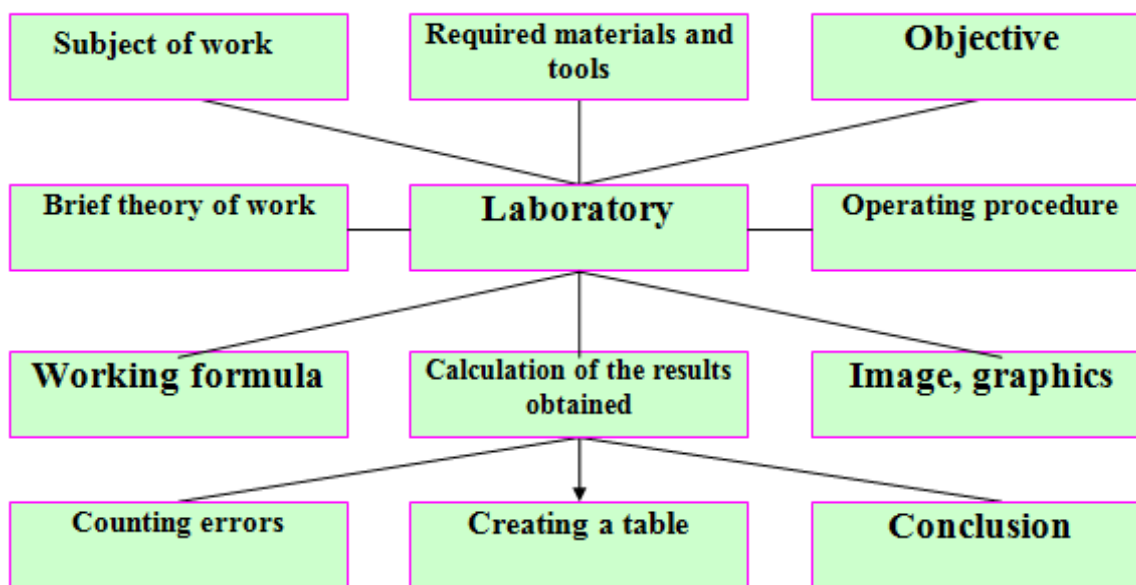 Subject of work
Required materials and
tools
Objective
Brief theory of work
Laboratory
Operating procedure
Working formula
Calculation of the results
obtained
Image, graphics
Counting errors
Creating a table
Conclusion